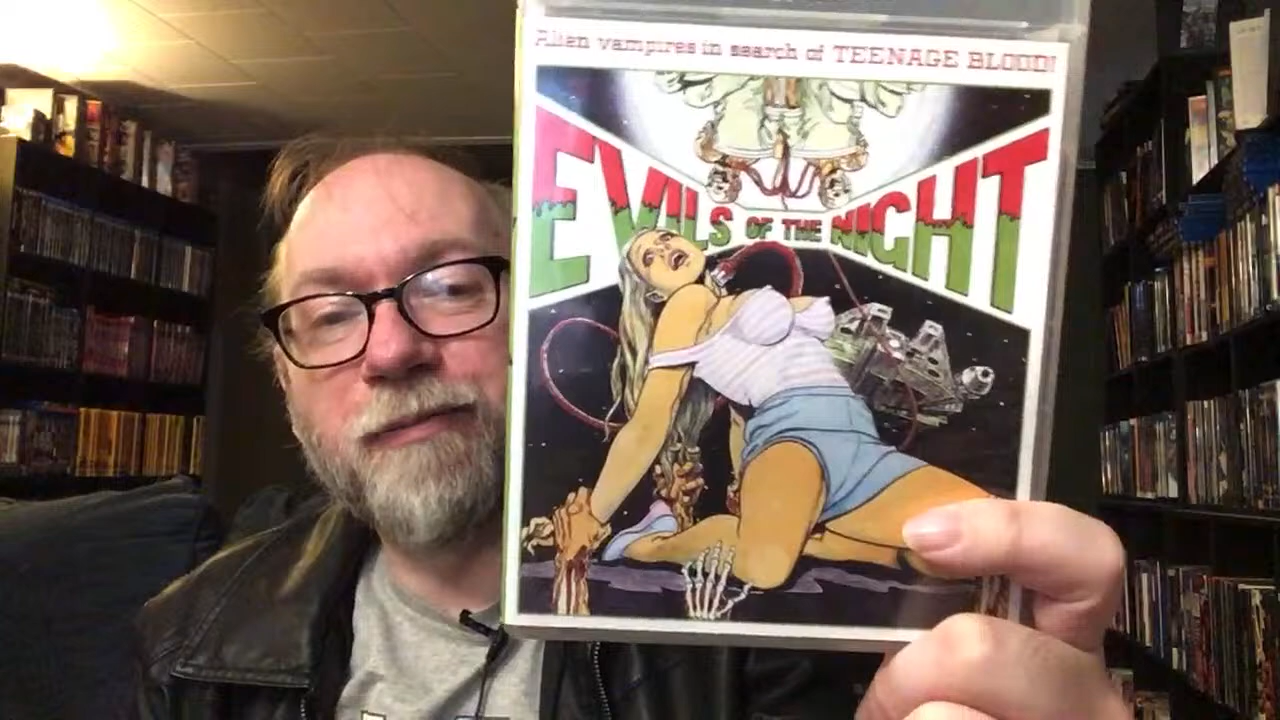 Alien vampires in search of TEENAGE BLOOD!
EVILS OF THE NIGHT